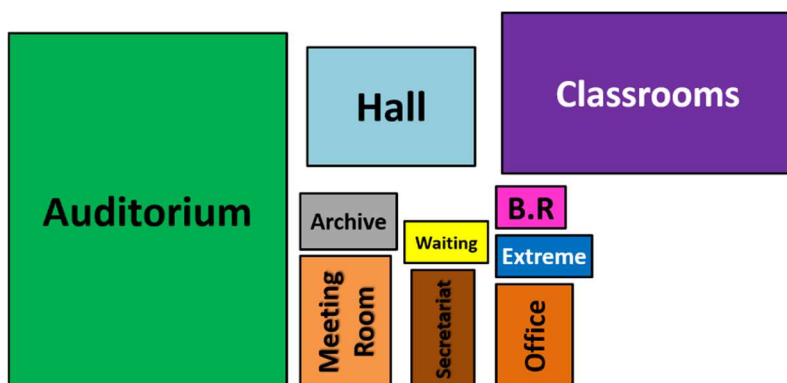 Auditorium
Hall
Classrooms
Archive
Waiting
B.R
Extreme
Meeting
Room
Secretariat
Office